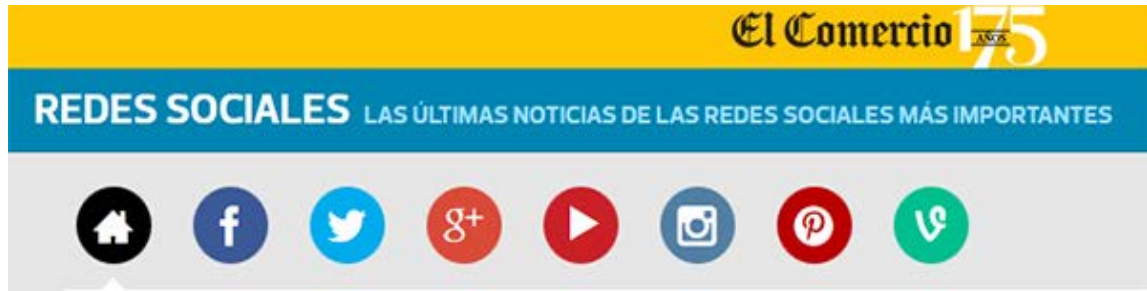 El Comercio 175
AÑOS
REDES SOCIALES LAS ÚLTIMAS NOTICIAS DE LAS REDES SOCIALES MÁS IMPORTANTES
f g+